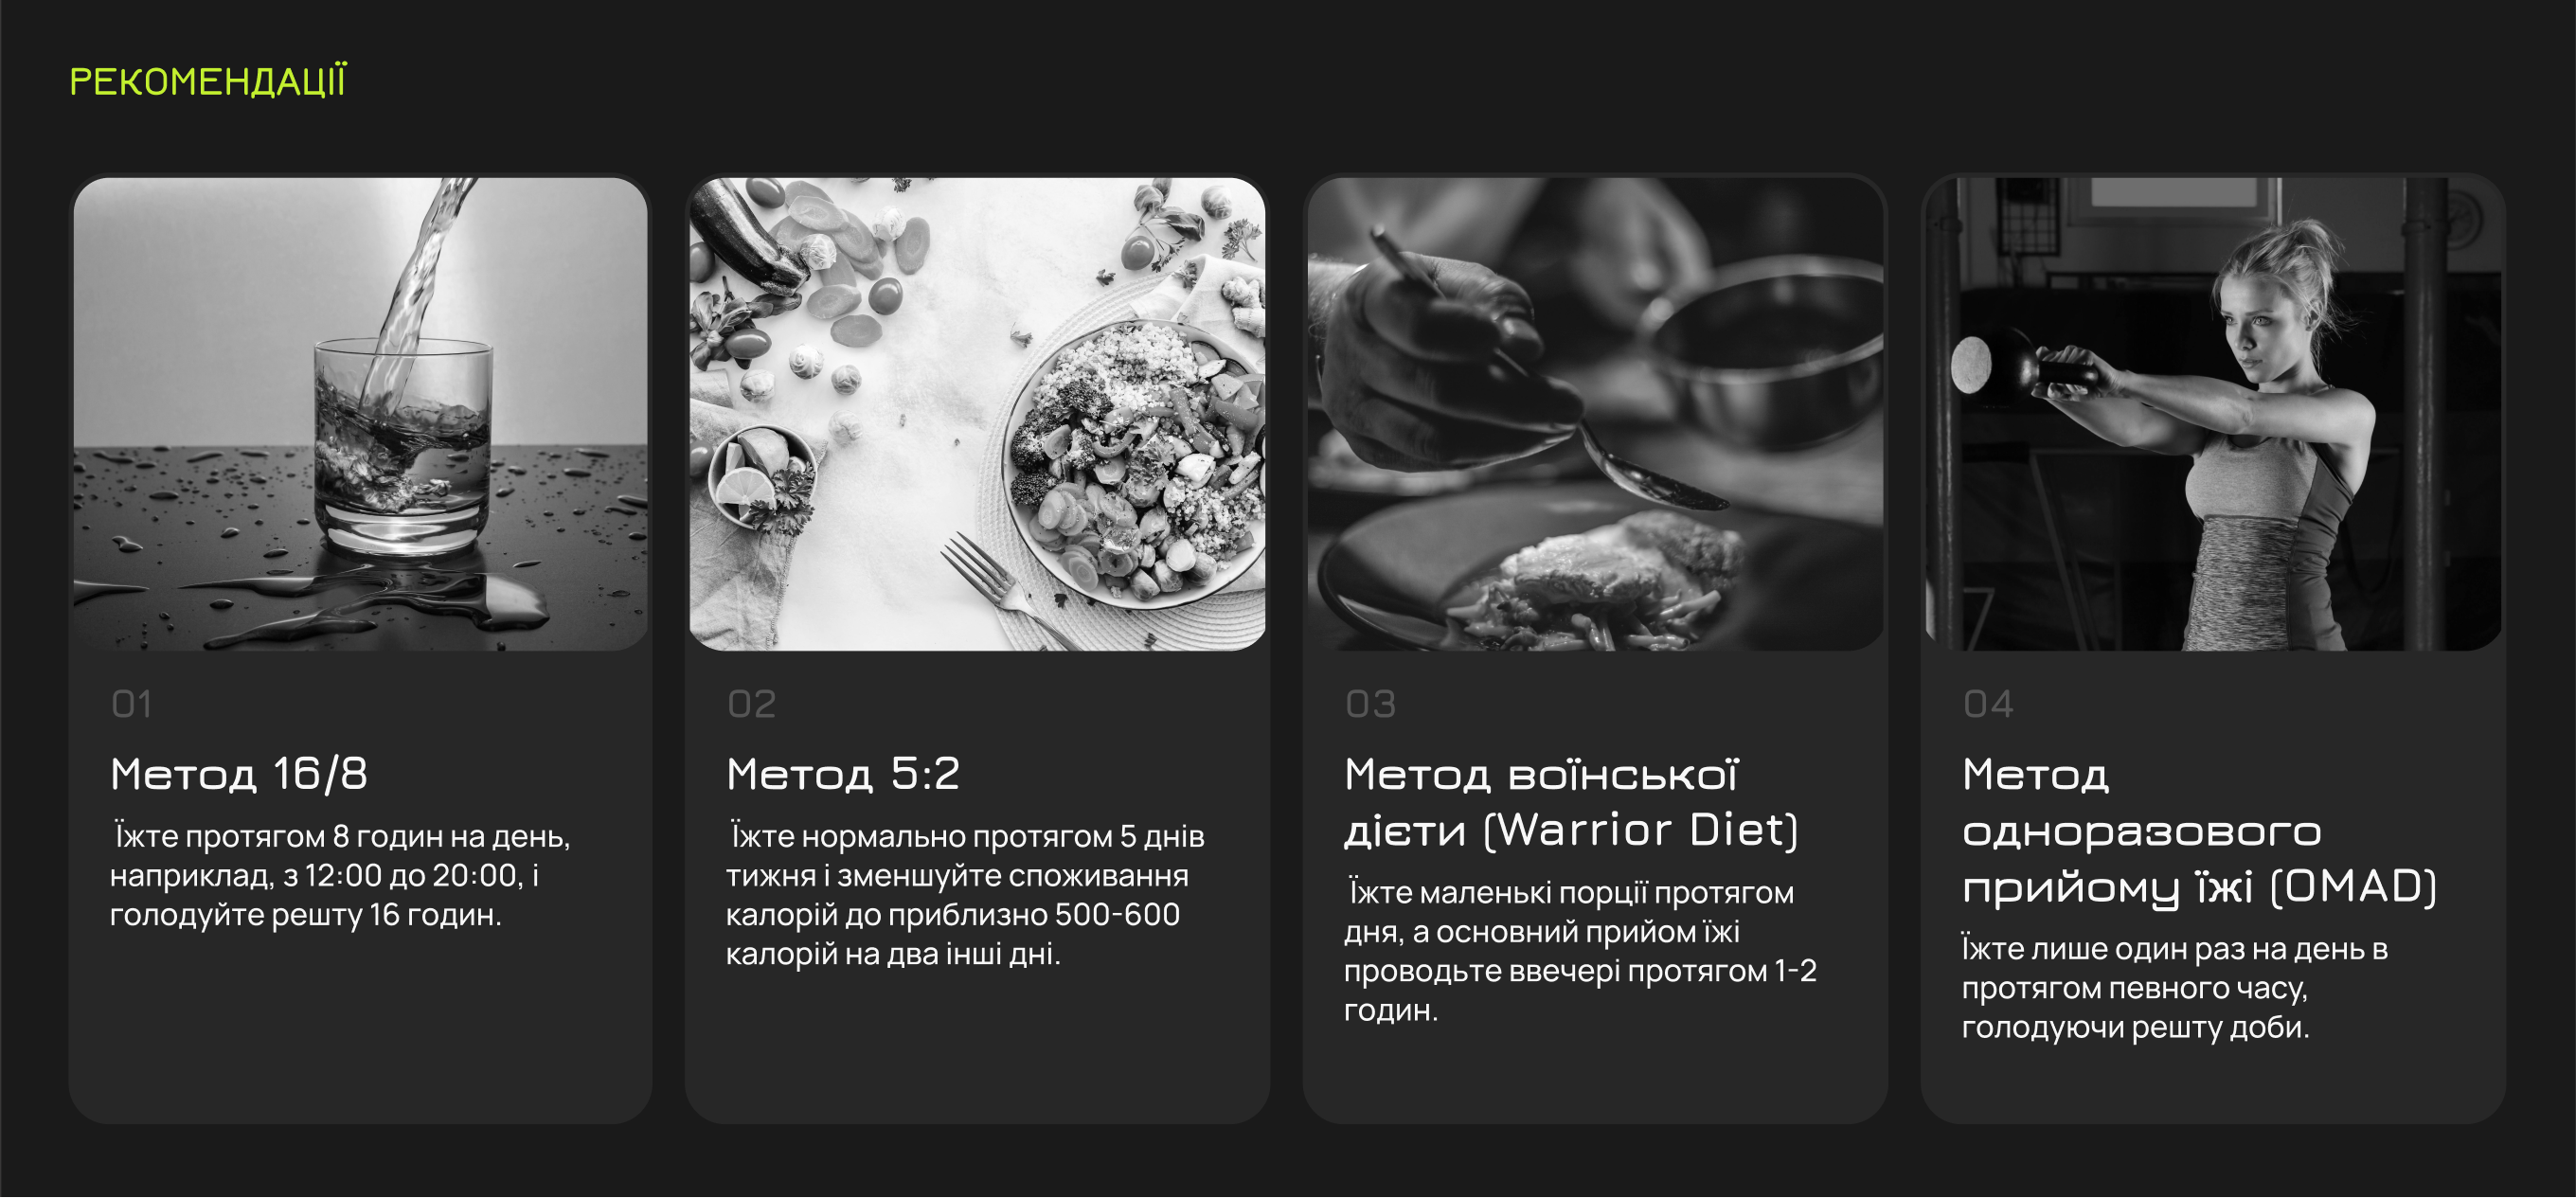 РЕКОМЕНДАЦІЇ
01
Метод 16/8
Їжте протягом 8 годин на день,
наприклад, з 12:00 до 20:00, і
голодуйте решту 16 годин.
02
Метод 5:2
Їжте нормально протягом 5 днів
тижня і зменшуйте споживання
калорій до приблизно 500-600
калорій на два інші дні.
03
Метод воїнської
дієти (Warrior Diet)
Їжте маленькі порції протягом
дня, а основний прийом їжі
проводьте ввечері протягом 1-2
годин.
04
Метод
одноразового
прийому їжі (OMAD)
Їжте лише один раз на день в
протягом певного часу,
голодуючи решту доби.